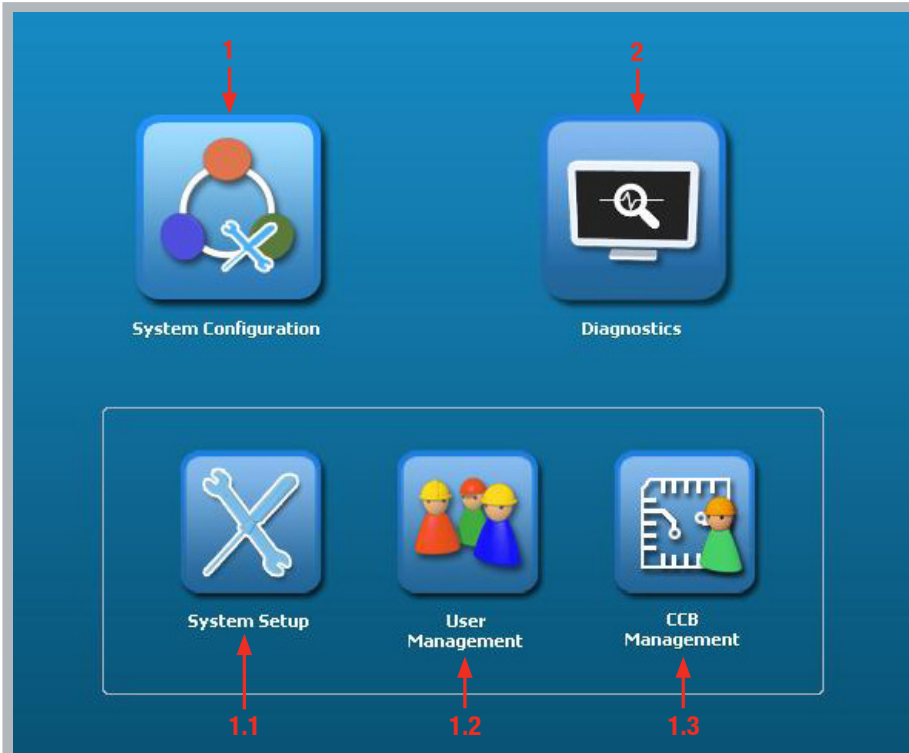 1
2
System Configuration
Diagnostics
System Setup
User
Management
CCB
Management
1.1
1.2
1.3